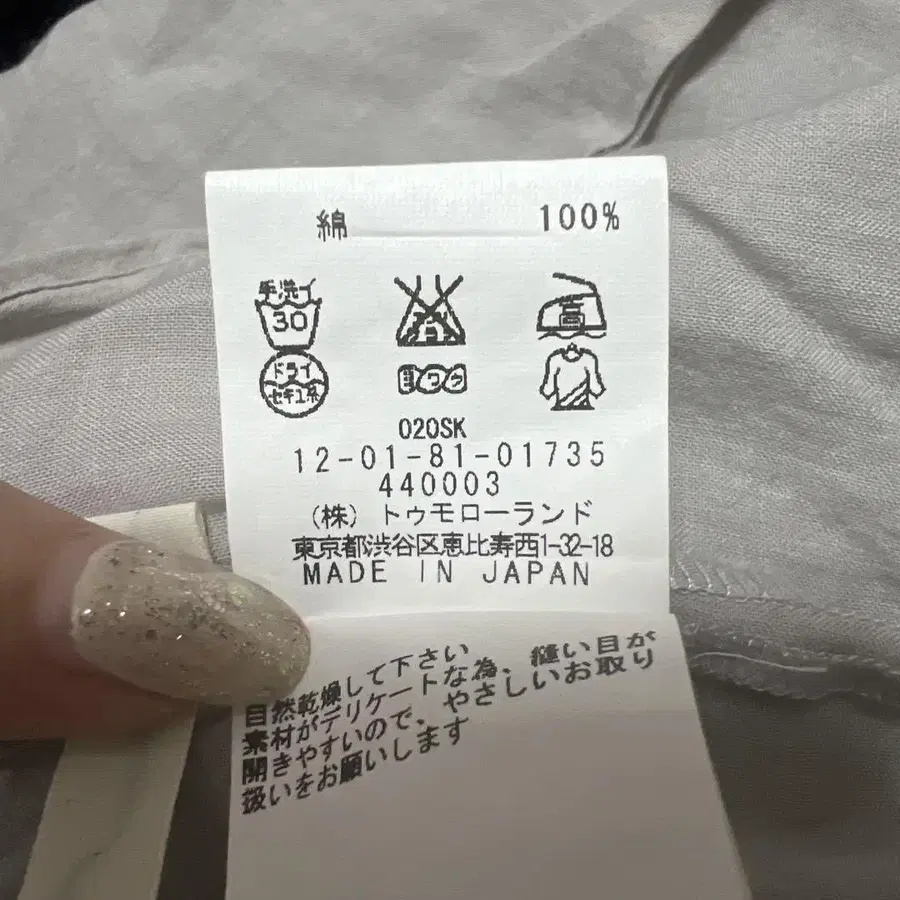 綿 100%
手洗イ
30
高
ドライ
セキユ系
020SK
12-01-81-01735
440003
(株) トゥモローランド
東京都渋谷区恵比寿西1-32-18
MADE IN JAPAN
自然乾燥して下さい
素材がデリケートな為、縫い目が
開きやすいので、やさしいお取り
扱いをお願いします